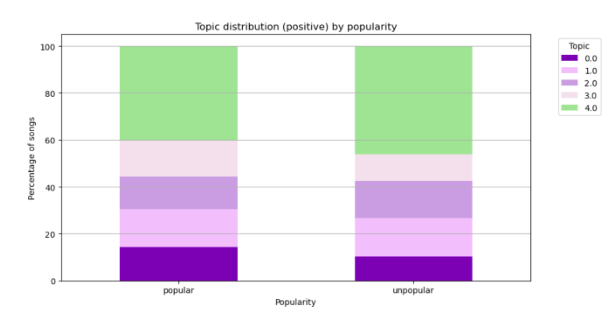 Topic distribution (positive) by popularity
Percentage of songs
100
80
60
40
20
0
popular
unpopular
Popularity
Topic
0.0
1.0
2.0
3.0
4.0